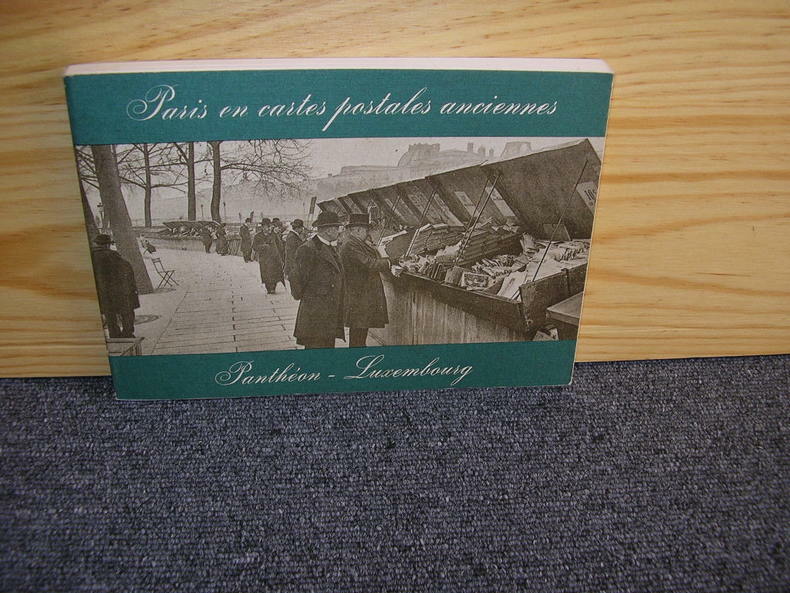 Paris en cartes postales anciennes
Panthéon - Luxembourg